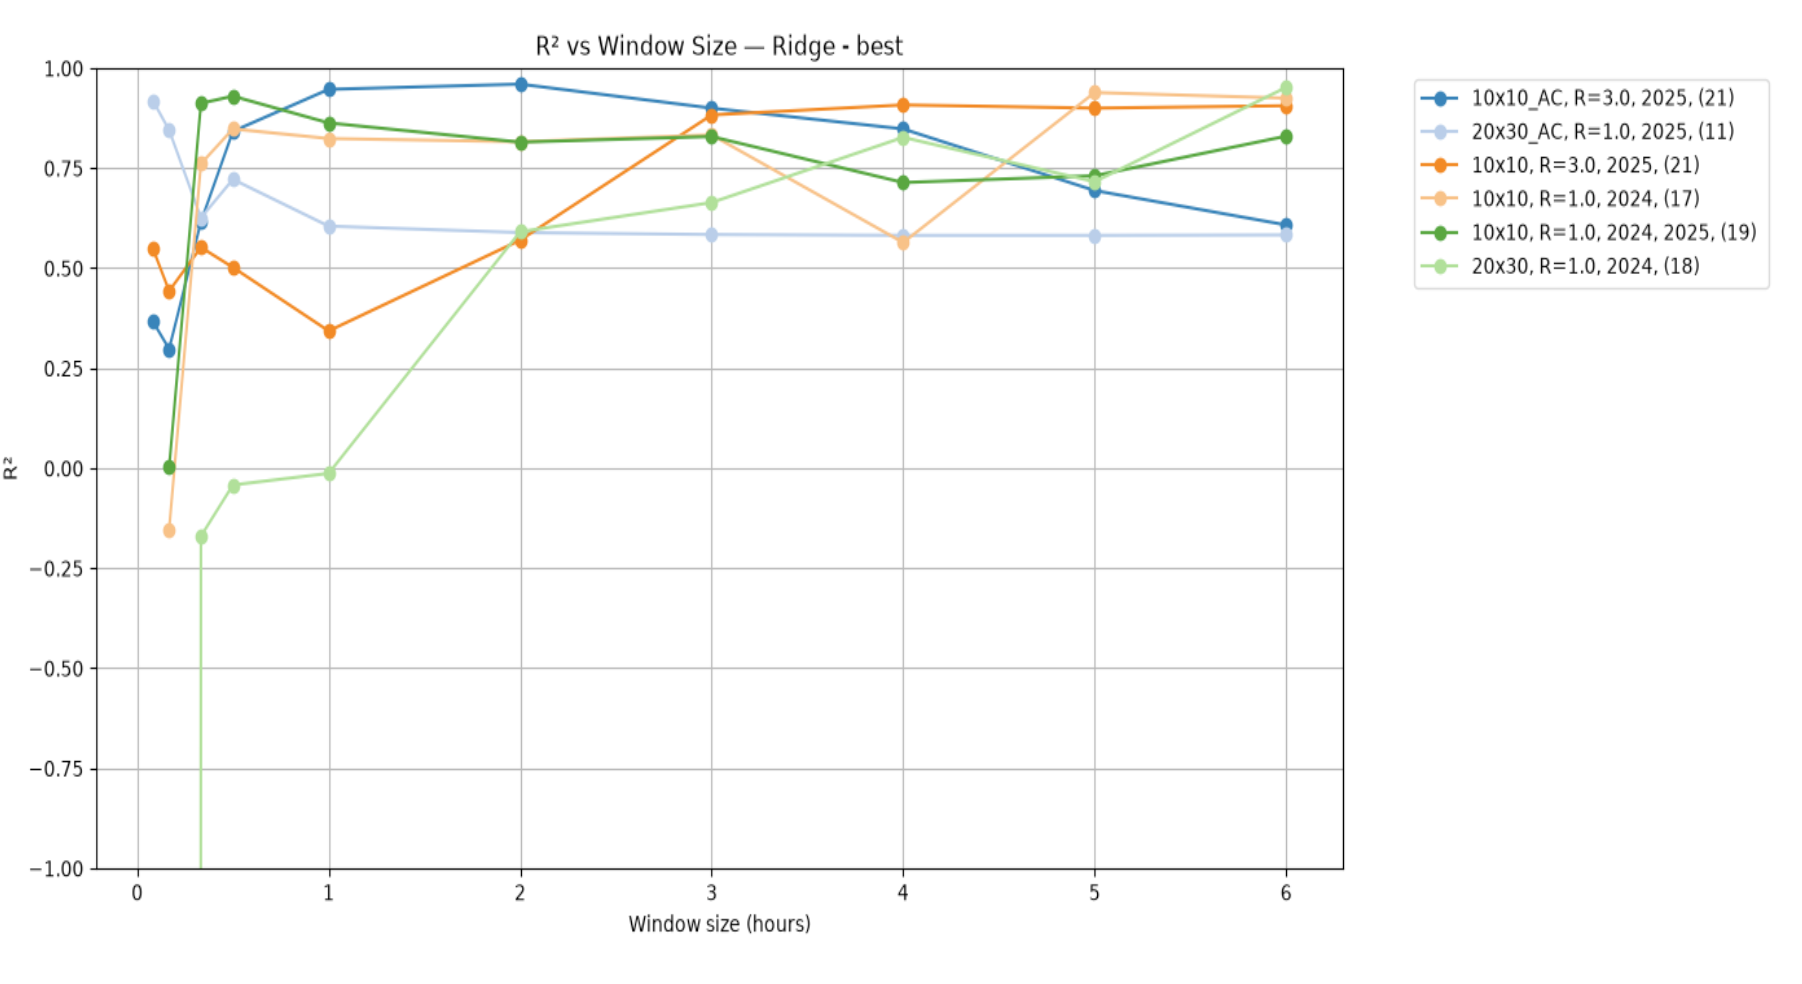 R² vs Window Size — Ridge - best
1.00
0.75
0.50
0.25
0.00
−0.25
−0.50
−0.75
−1.00
R²
0 1 2 3 4 5 6
Window size (hours)
10x10_AC, R=3.0, 2025, (21)
20x30_AC, R=1.0, 2025, (11)
10x10, R=3.0, 2025, (21)
10x10, R=1.0, 2024, (17)
10x10, R=1.0, 2024, 2025, (19)
20x30, R=1.0, 2024, (18)